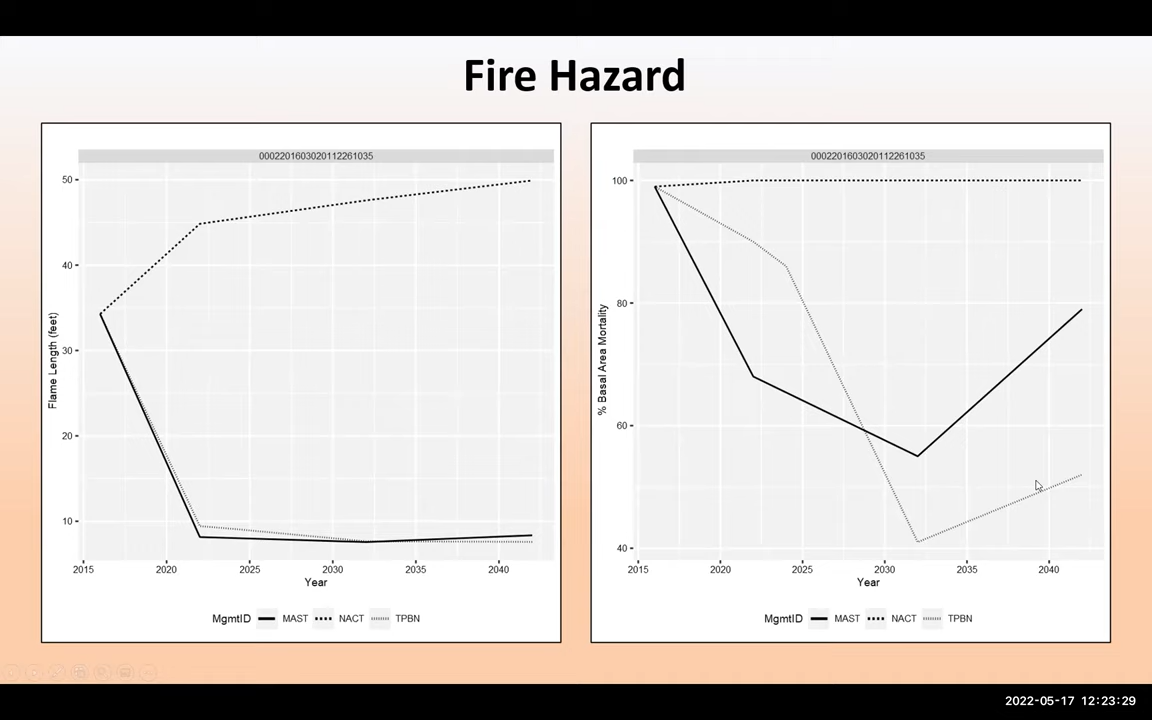 Fire Hazard
0002201603020112261035
50
40
30
20
10
Flame Length (feet)
2015 2020 2025 2030 2035 2040
Year
MgmtID MAST NACT TPBN
0002201603020112261035
100
80
60
40
% Basal Area Mortality
2015 2020 2025 2030 2035 2040
Year
MgmtID MAST NACT TPBN
2022-05-17 12:23:29